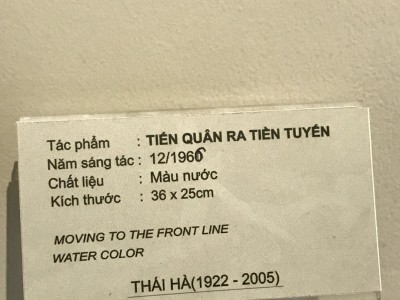 Tác phẩm : TIẾN QUÂN RA TIỀN TUYẾN
Năm sáng tác : 12/1966
Chất liệu : Màu nước
Kích thước : 36 x 25cm
MOVING TO THE FRONT LINE
WATER COLOR
THÁI HÀ(1922 - 2005)